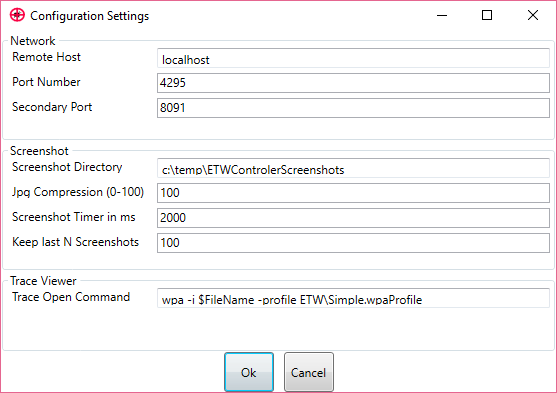 Configuration Settings
Network
Remote Host localhost
Port Number 4295
Secondary Port 8091
Screenshot
Screenshot Directory c:\temp\ETWControlerScreenshots
Jpg Compression (0-100) 100
Screenshot Timer in ms 2000
Keep last N Screenshots 100
Trace Viewer
Trace Open Command wpa -i $FileName -profile ETW\Simple.wpaProfile
Ok Cancel